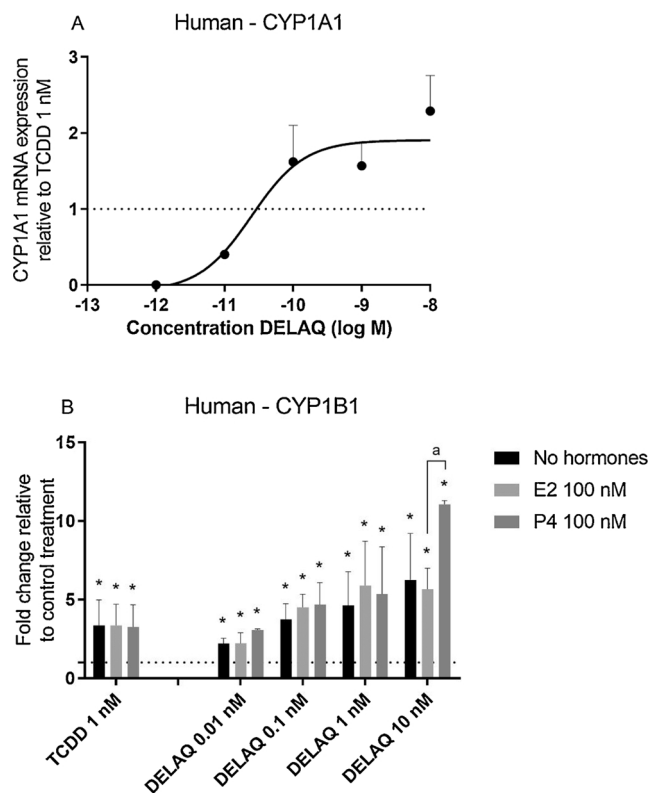 A
Human - CYP1A1
CYP1A1 mRNA expression
relative to TCDD 1 nM
3
2
1
0
-13
-12
-11
-10
-9
-8
Concentration DELAQ (log M)
B
Human - CYP1B1
Fold change relative
to control treatment
15
10
5
0
* * *
* * *
* * *
* * *
* * *
a
No hormones
E2 100 nM
P4 100 nM
TCDD 1 nM
DELAQ 0.01 nM
DELAQ 0.1 nM
DELAQ 1 nM
DELAQ 10 nM